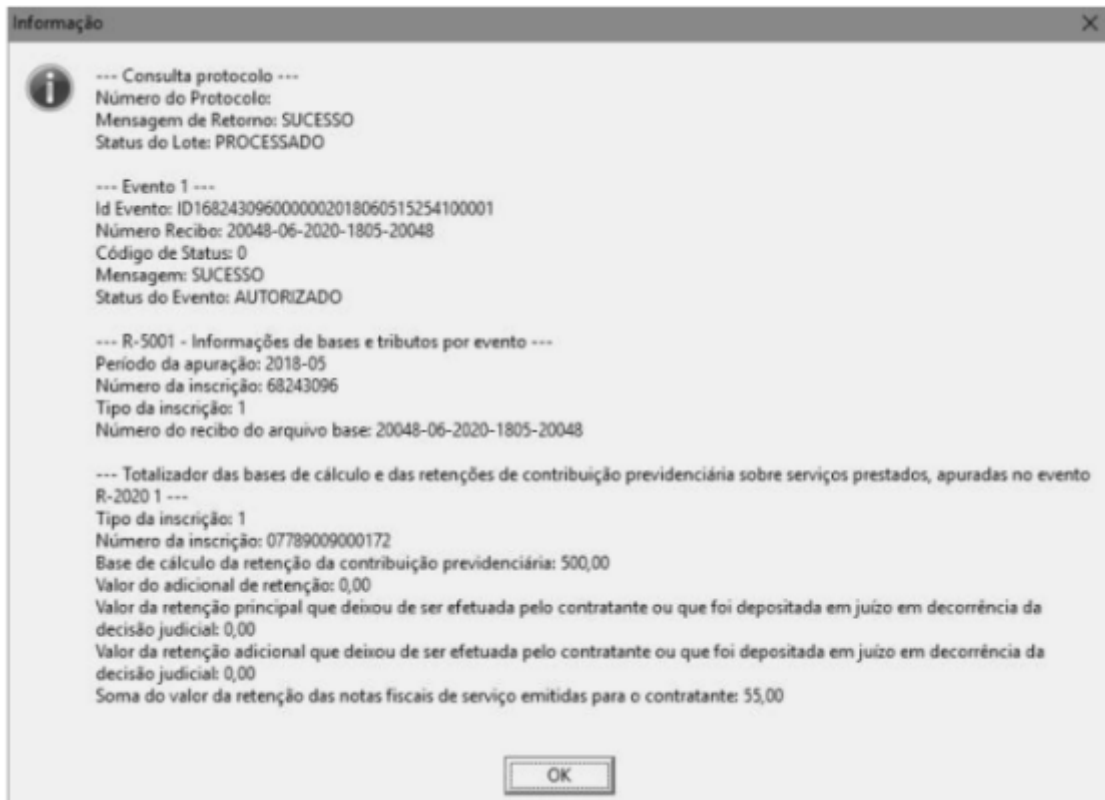 Informação
--- Consulta protocolo ---
Número do Protocolo:
Mensagem de Retorno: SUCESSO
Status do Lote: PROCESSADO
--- Evento 1 ---
Id Evento: ID1682430960000002018060515254100001
Número Recibo: 20048-06-2020-1805-20048
Código de Status: 0
Mensagem: SUCESSO
Status do Evento: AUTORIZADO
--- R-5001 - Informações de bases e tributos por evento ---
Período da apuração: 2018-05
Número da inscrição: 68243096
Tipo da inscrição: 1
Número do recibo do arquivo base: 20048-06-2020-1805-20048
--- Totalizador das bases de cálculo e das retenções de contribuição previdenciária sobre serviços prestados, apuradas no evento
R-2020 1 ---
Tipo da inscrição: 1
Número da inscrição: 07789009000172
Base de cálculo da retenção da contribuição previdenciária: 500,00
Valor do adicional de retenção: 0,00
Valor da retenção principal que deixou de ser efetuada pelo contratante ou que foi depositada em juízo em decorrência da
decisão judicial: 0,00
Valor da retenção adicional que deixou de ser efetuada pelo contratante ou que foi depositada em juízo em decorrência da
decisão judicial: 0,00
Soma do valor da retenção das notas fiscais de serviço emitidas para o contratante: 55,00
OK